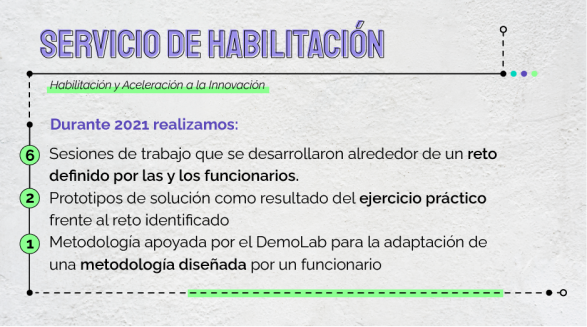 SERVICIO DE HABILITACIÓN
Habilitación y Aceleración a la Innovación
Durante 2021 realizamos:
6 Sesiones de trabajo que se desarrollaron alrededor de un reto
definido por las y los funcionarios.
2 Prototipos de solución como resultado del ejercicio práctico
frente al reto identificado
1 Metodología apoyada por el DemoLab para la adaptación de
una metodología diseñada por un funcionario